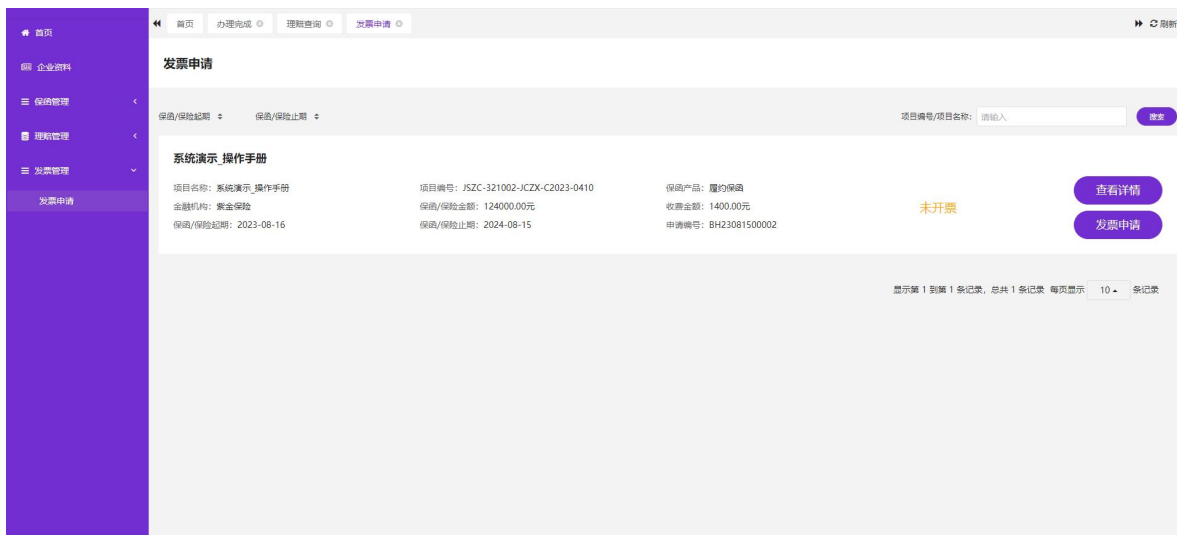 首页
企业资料
保函管理
理赔管理
发票管理
发票申请
首页 办理完成 理赔查询 发票申请 刷新
发票申请
保函/保险起期 保函/保险止期 项目编号/项目名称: 请输入 搜索
系统演示_操作手册
项目名称: 系统演示_操作手册 项目编号: JSZC-321002-JCZX-C2023-0410 保函产品: 履约保函
金融机构: 紫金保险 保函/保险金额: 124000.00元 收费金额: 1400.00元
保函/保险起期: 2023-08-16 保函/保险止期: 2024-08-15 申请编号: BH23081500002
未开票
查看详情
发票申请
显示第 1 到第 1 条记录, 总共 1 条记录 每页显示 10 条记录